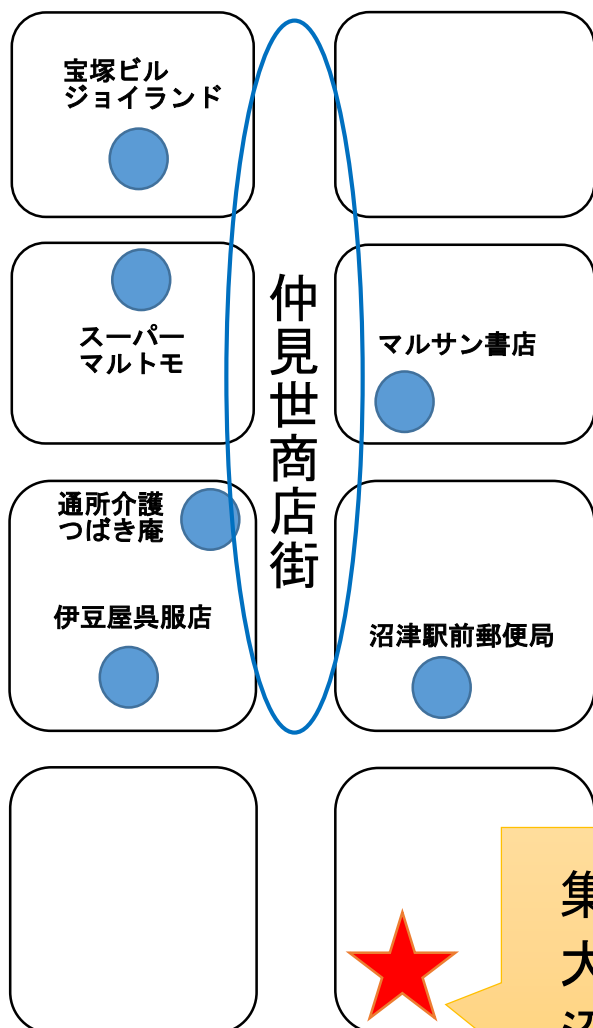 宝塚ビル
ジョイランド
スーパー
マルトモ
マルサン書店
仲見世商店街
通所介護
つばき庵
伊豆屋呉服店
沼津駅前郵便局
集
大